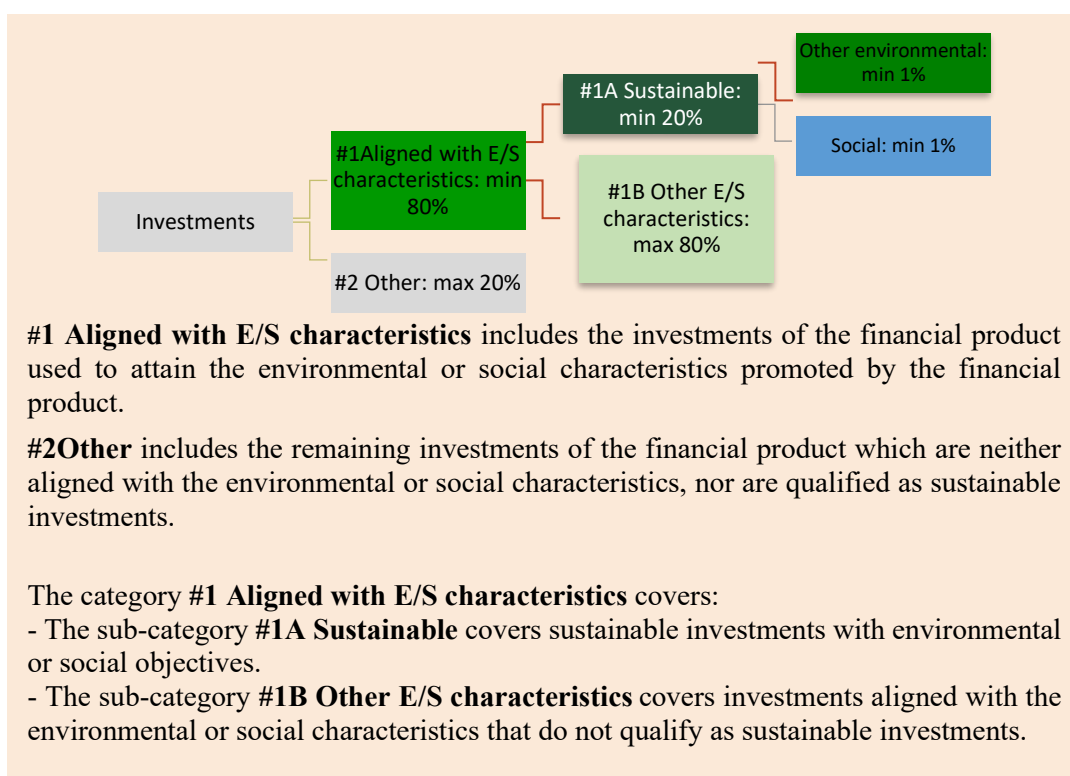 Investments
#1Aligned with E/S
characteristics: min
80%
#2 Other: max 20%
#1A Sustainable:
min 20%
#1B Other E/S
characteristics:
max 80%
Other environmental:
min 1%
Social: min 1%
#1 Aligned with E/S characteristics includes the investments of the financial product
used to attain the environmental or social characteristics promoted by the financial
product.
#2Other includes the remaining investments of the financial product which are neither
aligned with the environmental or social characteristics, nor are qualified as sustainable
investments.
The category #1 Aligned with E/S characteristics covers:
- The sub-category #1A Sustainable covers sustainable investments with environmental
or social objectives.
- The sub-category #1B Other E/S characteristics covers investments aligned with the
environmental or social characteristics that do not qualify as sustainable investments.